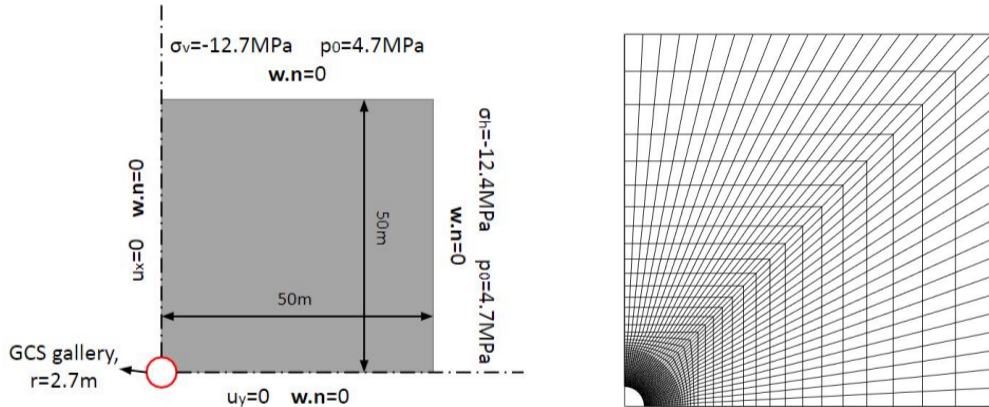 σv=-12.7MPa p0=4.7MPa
w.n=0
ux=0 w.n=0
σh=-12.4MPa p0=4.7MPa
w.n=0
50m
50m
GCS gallery,
r=2.7m
uy=0 w.n=0